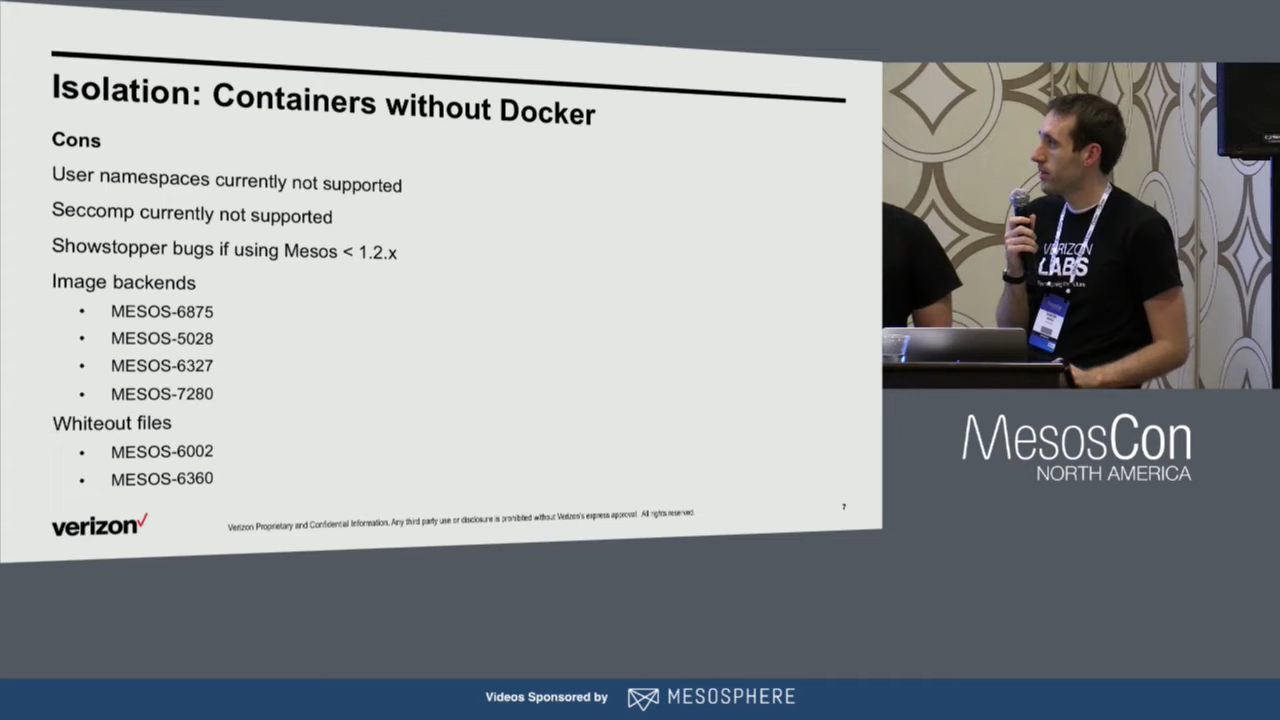 Isolation: Containers without Docker
Cons
User namespaces currently not supported
Seccomp currently not supported
Showstopper bugs if using Mesos < 1.2.x
Image backends
• MESOS-6875
• MESOS-5028
• MESOS-6327
• MESOS-7280
Whiteout files
• MESOS-6002
• MESOS-6360
verizon
Verizon Proprietary and Confidential Information. Any third party use or disclosure is prohibited without Verizon's express approval. All rights reserved.
7
VERIZON
LABS
MesosCon
NORTH AMERICA
Videos Sponsored by MESOSPHERE